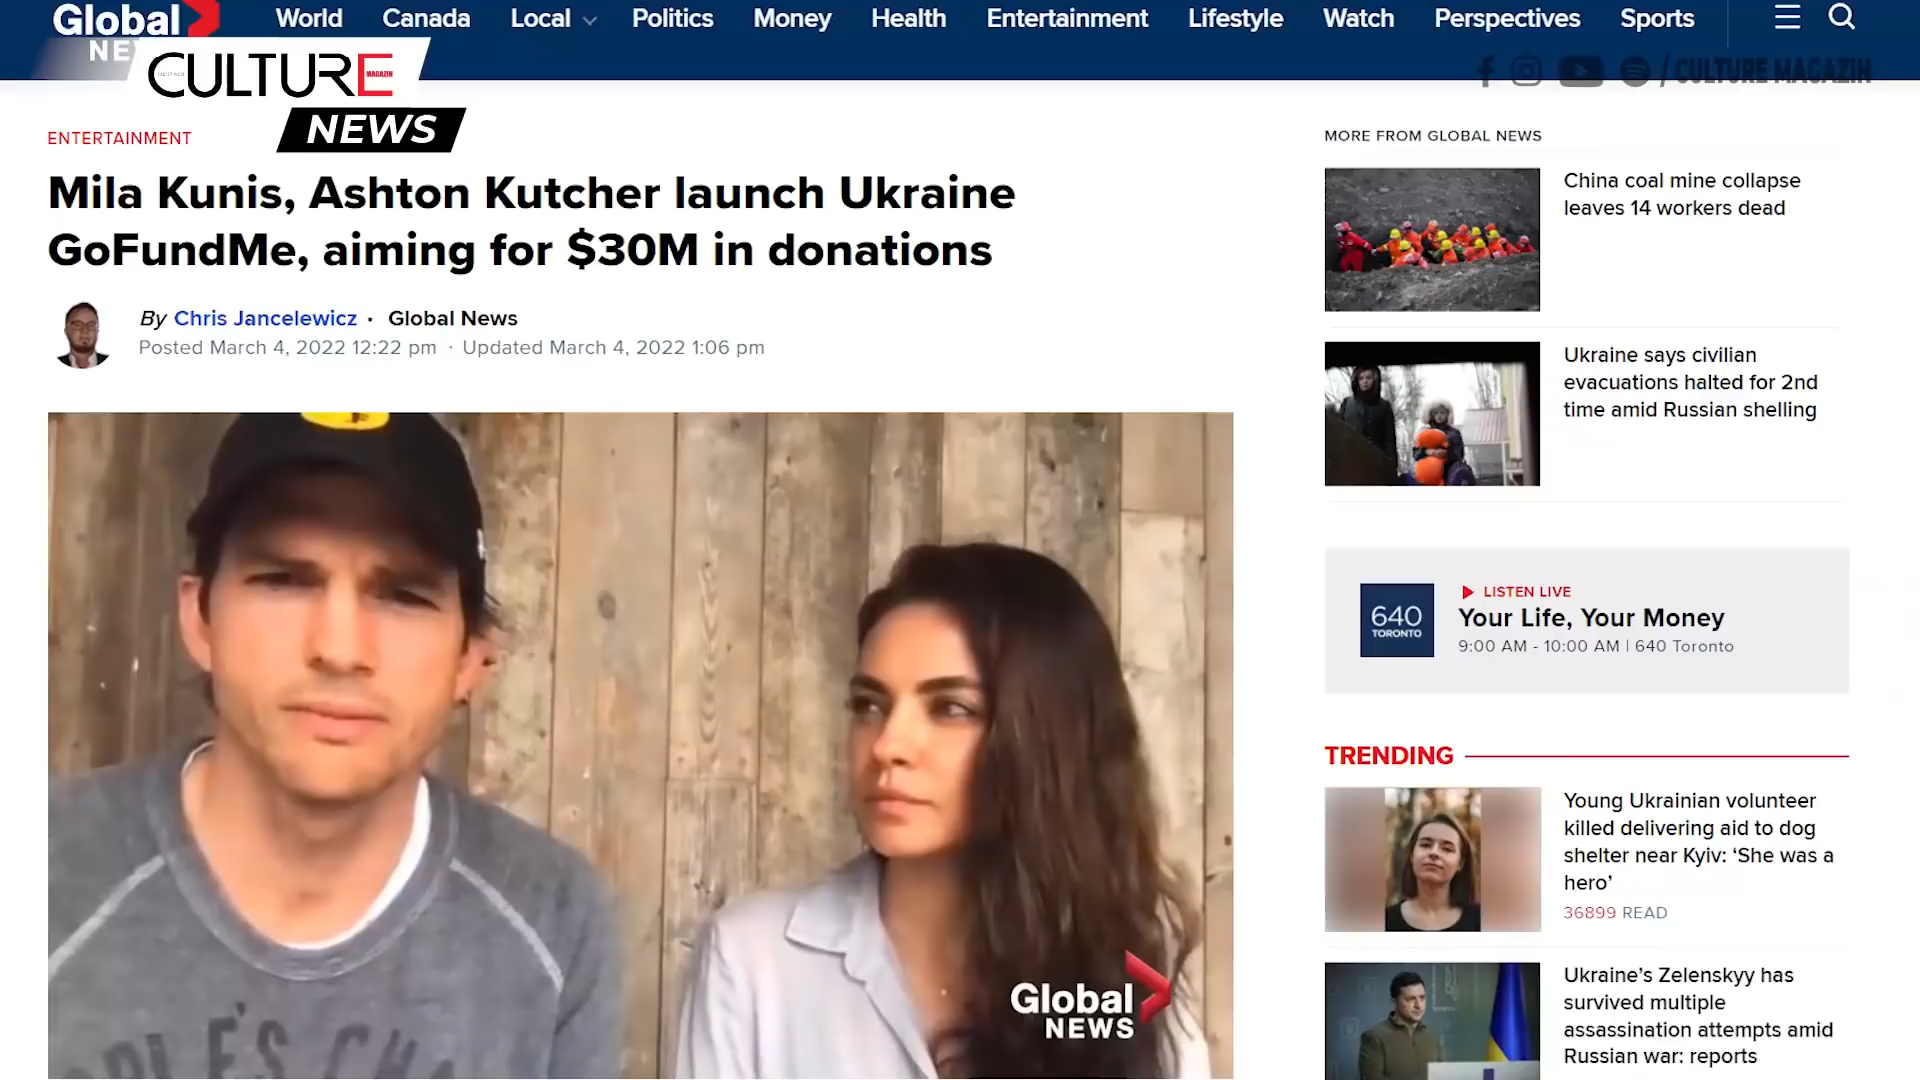 Global
NE
World Canada Local Politics Money Health Entertainment Lifestyle Watch Perspectives Sports
CULTURE
MAGAZIN
NEWS
/ CULTURE MAGAZIN
ENTERTAINMENT
Mila Kunis, Ashton Kutcher launch Ukraine
GoFundMe, aiming for $30M in donations
By Chris Jancelewicz · Global News
Posted March 4, 2022 12:22 pm · Updated March 4, 2022 1:06 pm
Global
NEWS
MORE FROM GLOBAL NEWS
China coal mine collapse
leaves 14 workers dead
Ukraine says civilian
evacuations halted for 2nd
time amid Russian shelling
640
TORONTO
LISTEN LIVE
Your Life, Your Money
9:00 AM - 10:00 AM | 640 Toronto
TRENDING
Young Ukrainian volunteer
killed delivering aid to dog
shelter near Kyiv: ‘She was a
hero’
36899 READ
Ukraine’s Zelenskyy has
survived multiple
assassination attempts amid
Russian war: reports